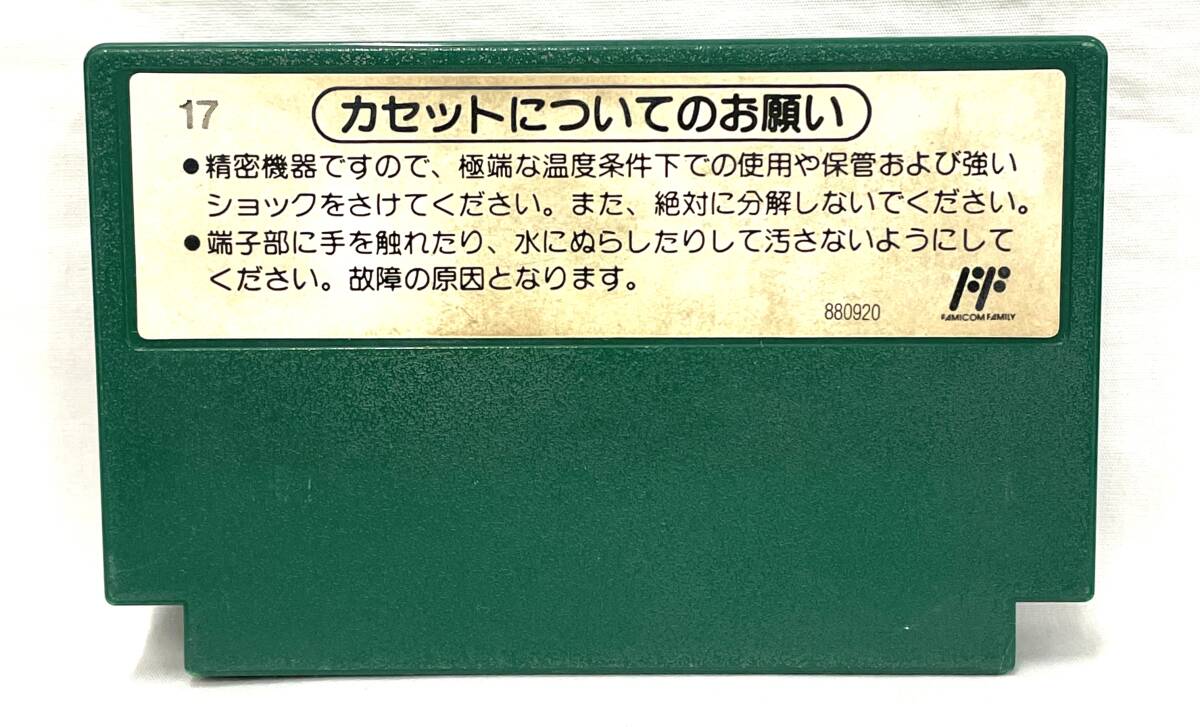 17
カセットについてのお願い
●精密機器ですので、極端な温度条件下での使用や保管および強い
ショックをさけてください。また、絶対に分解しないでください。
●端子部に手を触れたり、水にぬらしたりして汚さないようにして
ください。故障の原因となります。
880920
FAMICOM FAMILY